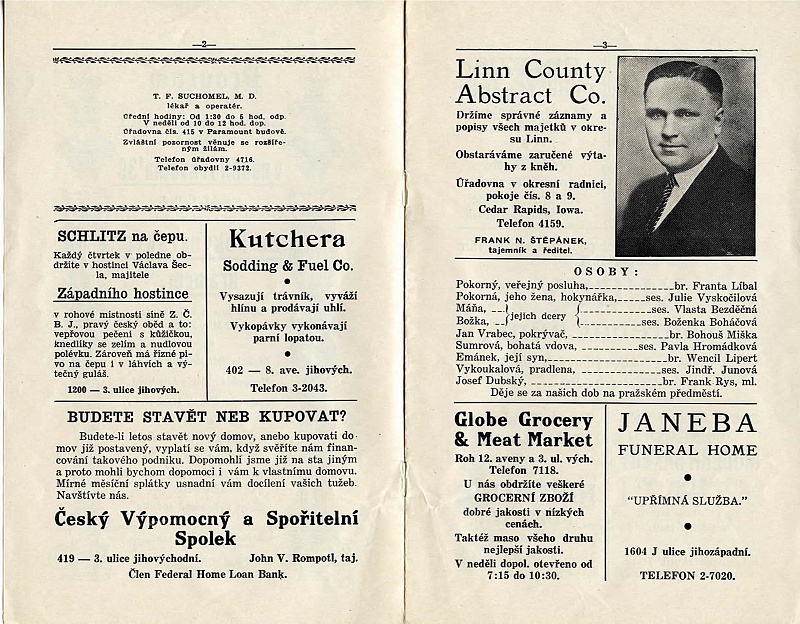 —2—
T. F. SUCHOMEL, M. D.
lékař a operatér.
Úřední hodiny: Od 1:30 do 5 hod. odp.
V neděli od 10 do 12 hod. dop.
Úřadovna čís. 415 v Paramount budově.
Zvláštní pozornost věnuje se rozšíře-
ným žilám.
Telefon úřadovny 4716.
Telefon obydlí 2-9372.
SCHLITZ na čepu.
Každý čtvrtek v poledne ob-
držíte v hostinci Václava Šec-
la, majitele
Západního hostince
v rohové místnosti síně Z. Č.
B. J., pravý český oběd a to:
vepřovou pečeni s kůžičkou,
knedlíky se zelím a nudlovou
polévku. Zároveň má řízné pi-
vo na čepu i v láhvích a vý-
tečný guláš.
1200 — 3. ulice jihových.
Kutchera
Sodding & Fuel Co.
●
Vysazují trávník, vyváží
hlínu a prodávají uhlí.
Vykopávky vykonávají
parní lopatou.
●
402 — 8. ave. jihových.
Telefon 3-2043.
BUDETE STAVĚT NEB KUPOVAT?
Budete-li letos stavět nový domov, anebo kupovati do-
mov již postavený, vyplatí se vám, když svěříte nám finan-
cování takového podniku. Dopomohli jsme již na sta jiným
a proto mohli bychom dopomoci i vám k vlastnímu domovu.
Mírné měsíční splátky usnadní vám docílení vašich tužeb.
Navštivte nás.
Český Výpomocný a Spořitelní
Spolek
419 — 3. ulice jihovýchodní. John V. Rompotl, taj.
Člen Federal Home Loan Bank.
—3—
Linn County
Abstract Co.
Držíme správné záznamy a
popisy všech majetků v okre-
su Linn.
Obstaráváme zaručené výta-
hy z kněh.
Úřadovna v okresní radnici,
pokoje čís. 8 a 9.
Cedar Rapids, Iowa.
Telefon 4159.
FRANK N. ŠTĚPÁNEK,
tajemník a ředitel.
OSOBY:
Pokorný, veřejný posluha, br. Franta Líbal
Pokorná, jeho žena, hokynářka, ses. Julie Vyskočilová
Máňa, } jejich dcery { ses. Vlasta Bezděčná
Božka, ses. Boženka Boháčová
Jan Vrabec, pokrývač, br. Bohouš Miška
Sumrová, bohatá vdova, ses. Pavla Hromádková
Emánek, její syn, br. Wencil Lipert
Vykoukalová, pradlena, ses. Jindř. Junová
Josef Dubský, br. Frank Rys, ml.
Děje se za našich dob na pražském předměstí.
Globe Grocery
& Meat Market
Roh 12. aveny a 3. ul. vých.
Telefon 7118.
U nás obdržíte veškeré
GROCERNÍ ZBOŽÍ
dobré jakosti v nízkých
cenách.
Taktéž maso všeho druhu
nejlepší jakosti.
V neděli dopol. otevřeno od
7:15 do 10:30.
JANEBA
FUNERAL HOME
●
"UPŘÍMNÁ SLUŽBA."
●
1604 J ulice jihozápadní.
TELEFON 2-7020.